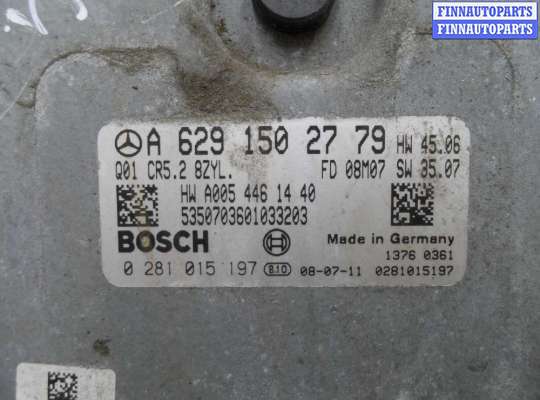 FINNAUTOPARTS
FINNAUTOPARTS
A 629 150 27 79 HW 45.06
Q01 CR5.2 8ZYL. FD 08M07 SW 35.07
HW A005 446 14 40
5350703601033203
BOSCH Made in Germany
1376 0361
0 281 015 197 B10 08-07-11 0281015197